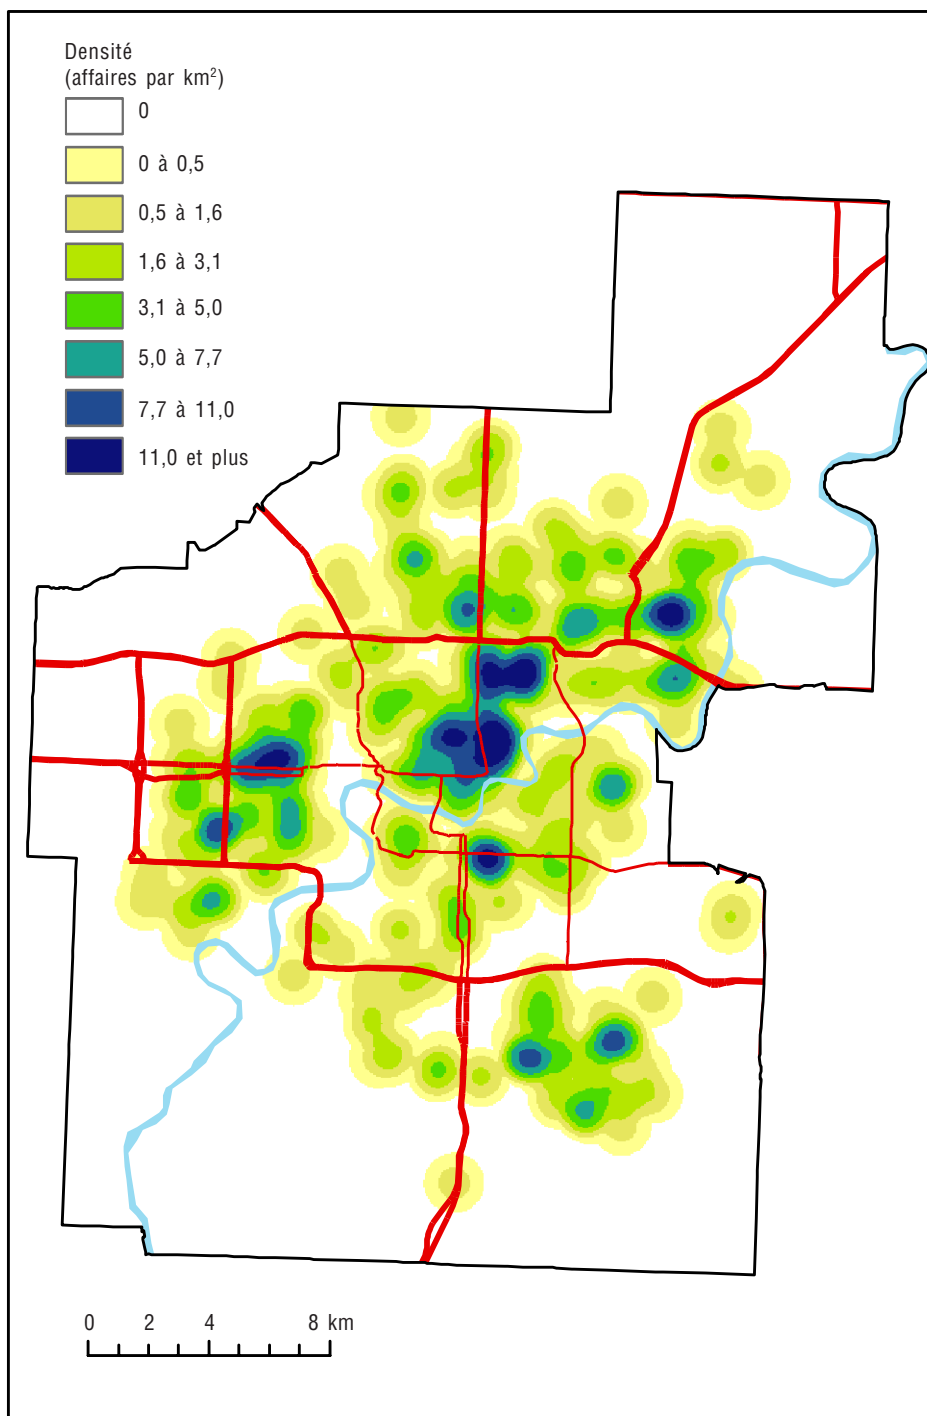 Densité
(affaires par km²)
0
0 à 0,5
0,5 à 1,6
1,6 à 3,1
3,1 à 5,0
5,0 à 7,7
7,7 à 11,0
11,0 et plus
0 2 4 8 km